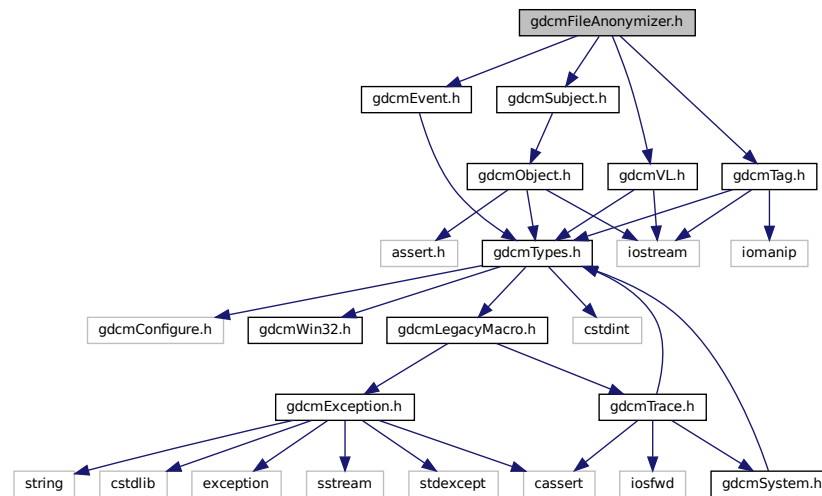 gdcmFileAnonymizer.h
gdcmEvent.h
gdcmSubject.h
gdcmObject.h
gdcmVL.h
gdcmTag.h
assert.h
gdcmTypes.h
iostream
iomanip
gdcmConfigure.h
gdcmWin32.h
gdcmLegacyMacro.h
cstdint
gdcmException.h
gdcmTrace.h
string
cstdlib
exception
sstream
stdexcept
cassert
iosfwd
gdcmSystem.h